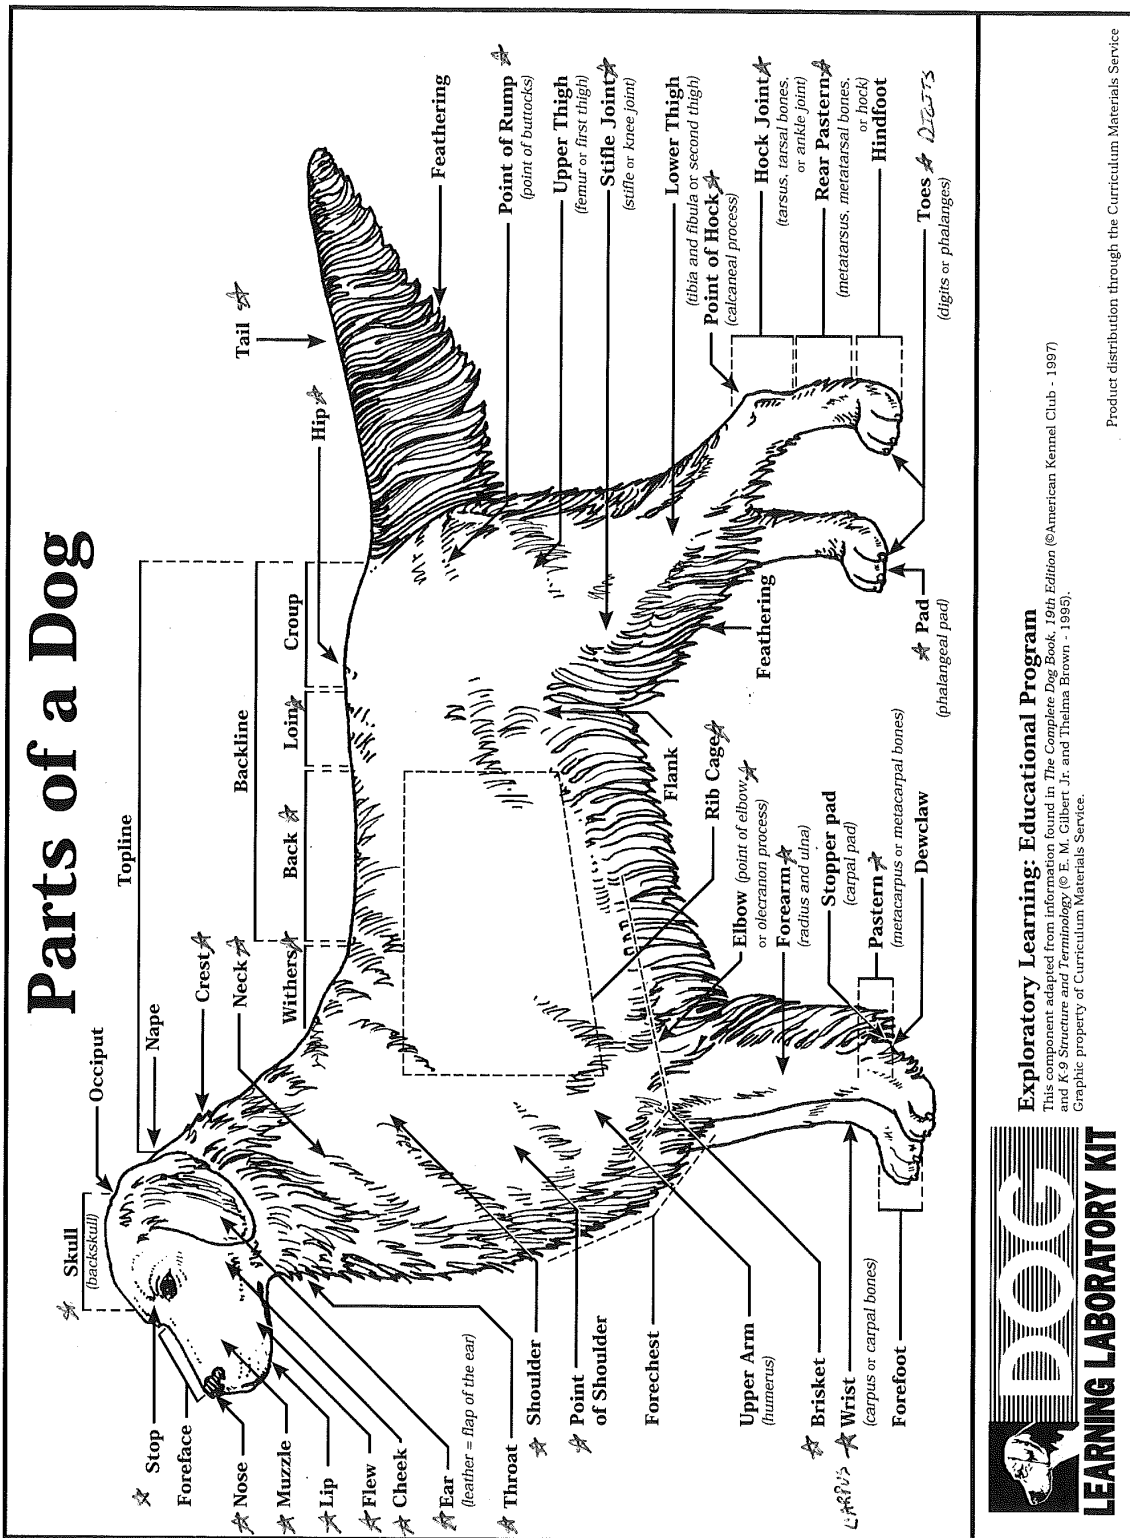 Parts of a Dog
Topline
Backline
Withers
Back
Loin
Croup
Hip
Tail
Occiput
Nape
Crest
Neck
Skull
(backskull)
Stop
Foreface
Nose
Muzzle
Lip
Flew
Cheek
Ear
(leather = flap of the ear)
Throat
Shoulder
Point
of Shoulder
Forechest
Upper Arm
(humerus)
Brisket
CARPUS
Wrist
(carpus or carpal bones)
Forefoot
Feathering
Point of Rump
(point of buttocks)
Upper Thigh
(femur or first thigh)
Stifle Joint
(stifle or knee joint)
Lower Thigh
(tibia and fibula or second thigh)
Point of Hock
(calcaneal process)
Hock Joint
(tarsus, tarsal bones,
or ankle joint)
Rear Pastern
(metatarsus, metatarsal bones,
or hock)
Hindfoot
Toes DIGITS
(digits or phalanges)
Flank
Feathering
Rib Cage
Elbow (point of elbow
or olecranon process)
Forearm
(radius and ulna)
Stopper pad
(carpal pad)
Pastern
(metacarpus or metacarpal bones)
Dewclaw
Pad
(phalangeal pad)
DOG
LEARNING LABORATORY KIT
Exploratory Learning: Educational Program
This component adapted from information found in The Complete Dog Book, 19th Edition (©American Kennel Club - 1997)
and K-9 Structure and Terminology (© E. M. Gilbert Jr. and Thelma Brown - 1995).
Graphic property of Curriculum Materials Service.
Product distribution through the Curriculum Materials Service